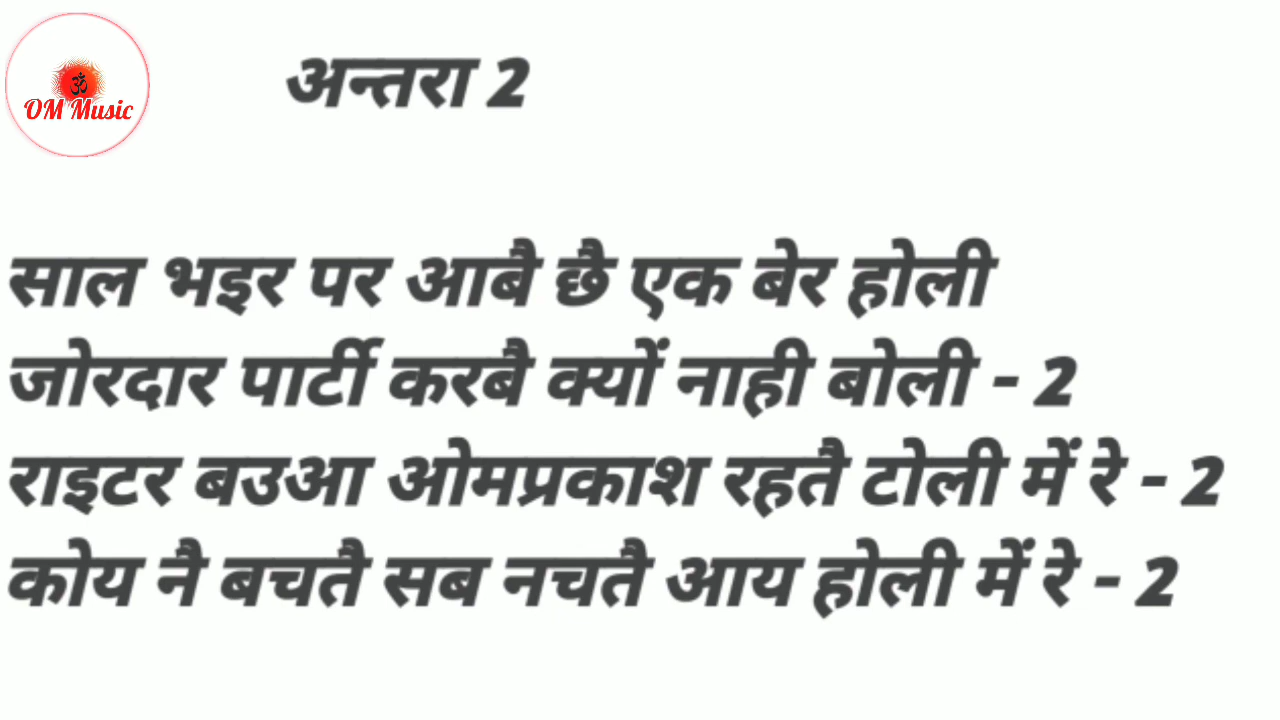 ॐ
OM Music
अन्तरा 2
साल भइर पर आबै छै एक बेर होली
जोरदार पार्टी करबै क्यों नाही बोली - 2
राइटर बउआ ओमप्रकाश रहतै टोली में रे - 2
कोय नै बचतै सब नचतै आय होली में रे - 2